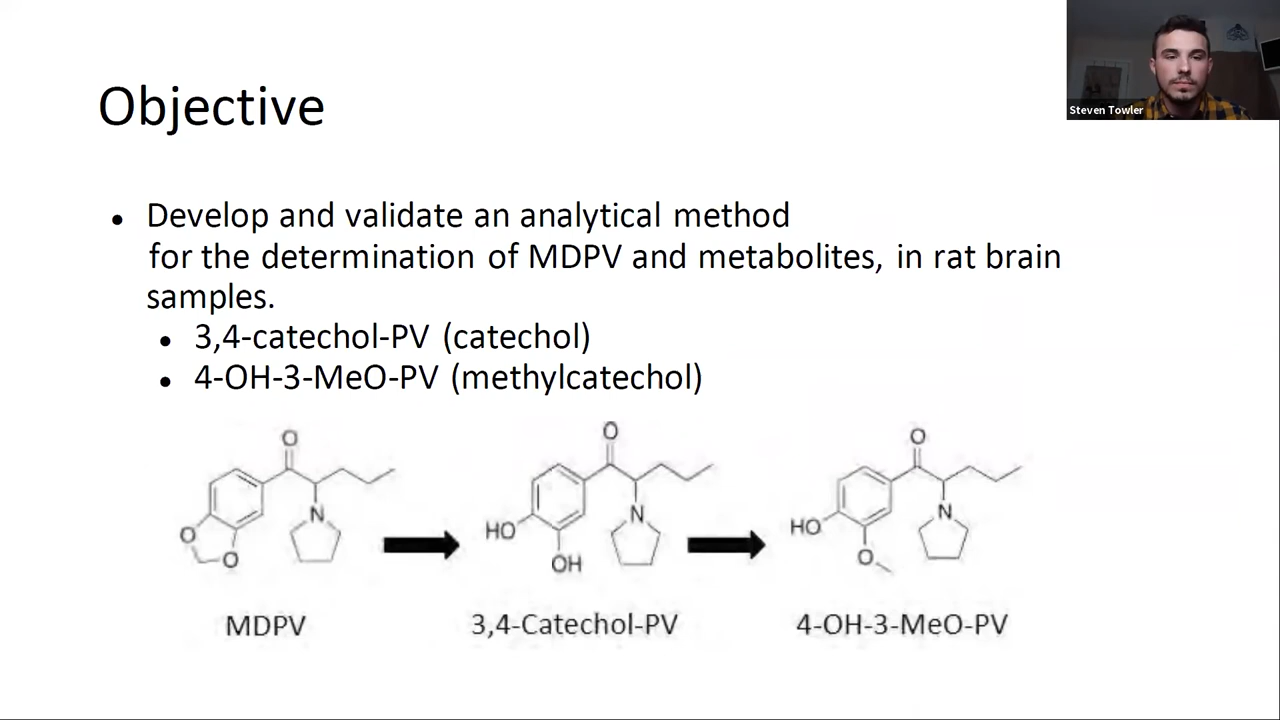 Steven Towler
Objective
• Develop and validate an analytical method
for the determination of MDPV and metabolites, in rat brain
samples.
• 3,4-catechol-PV (catechol)
• 4-OH-3-MeO-PV (methylcatechol)
O
N
O
O
MDPV
O
N
HO
OH
3,4-Catechol-PV
O
N
HO
O
4-OH-3-MeO-PV